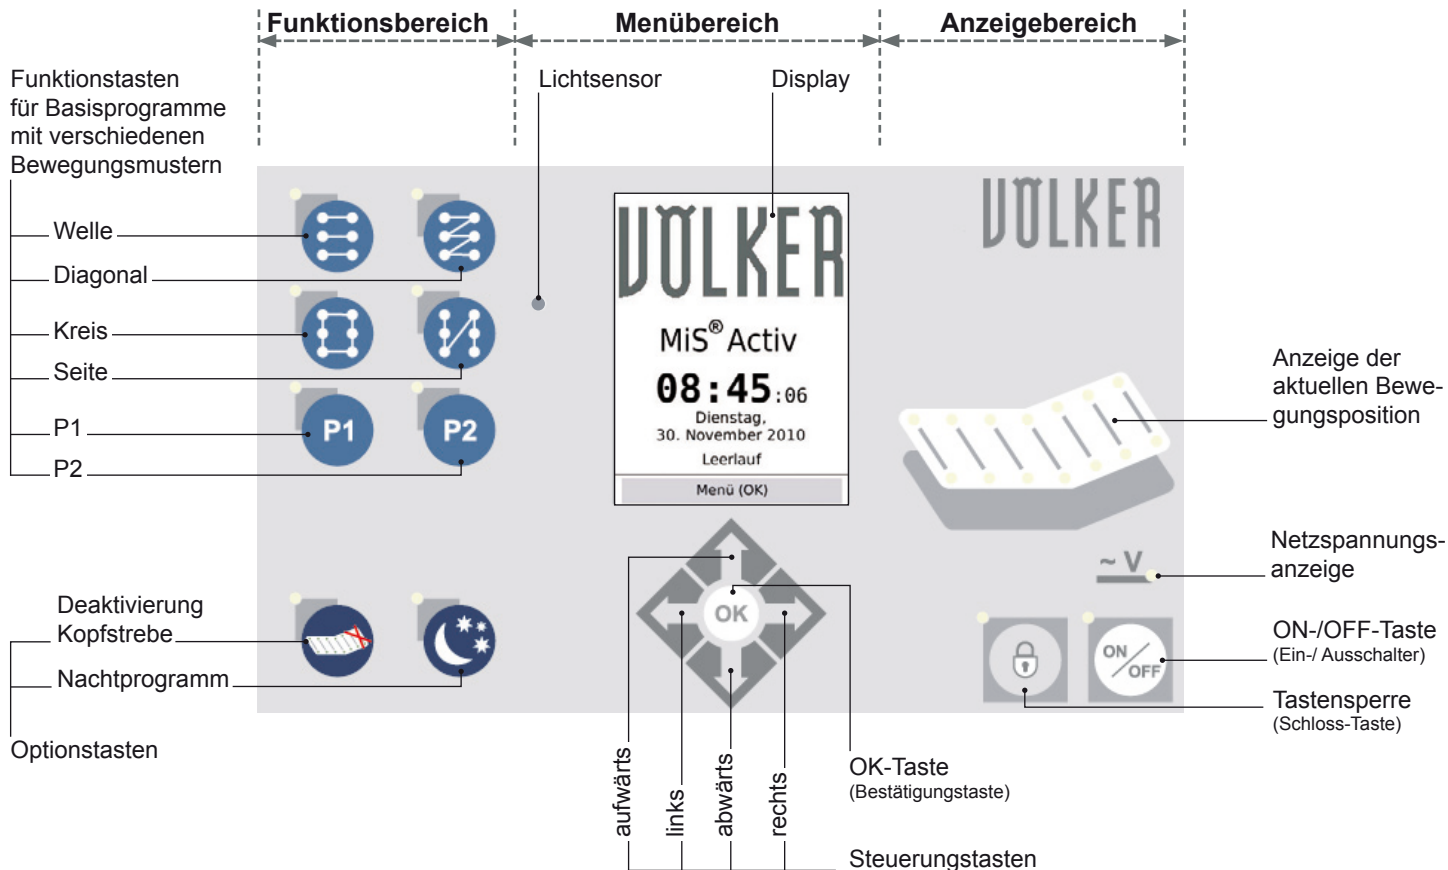 Funktionsbereich
Menübereich
Anzeigebereich
Funktionstasten
für Basisprogramme
mit verschiedenen
Bewegungsmustern
Welle
Diagonal
Kreis
Seite
P1
P2
Deaktivierung
Kopfstrebe
Nachtprogramm
Optionstasten
P1
P2
Lichtsensor
Display
VÖLKER
MiS® Activ
08:45:06
Dienstag,
30. November 2010
Leerlauf
Menü (OK)
OK
aufwärts
links
abwärts
rechts
OK-Taste
(Bestätigungstaste)
Steuerungstasten
VÖLKER
~ V
ON/OFF
Anzeige der
aktuellen Bewe-
gungsposition
Netzspannungs-
anzeige
ON-/OFF-Taste
(Ein-/ Ausschalter)
Tastensperre
(Schloss-Taste)